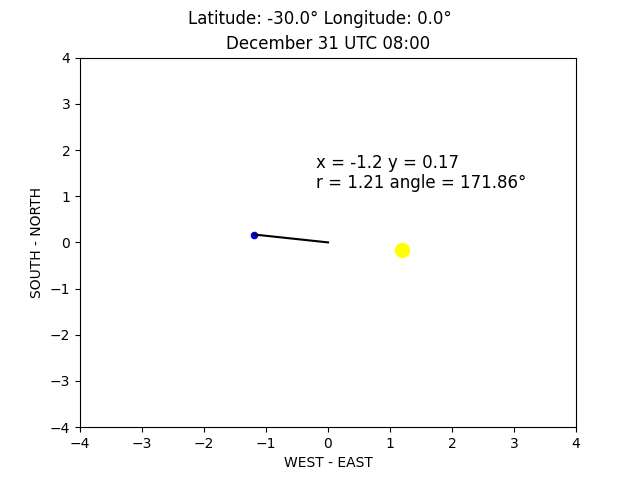 Latitude: -30.0° Longitude: 0.0°
December 31 UTC 08:00
4
3
2
1
0
−1
−2
−3
−4
SOUTH - NORTH
x = -1.2 y = 0.17
r = 1.21 angle = 171.86°
−4 −3 −2 −1 0 1 2 3 4
WEST - EAST